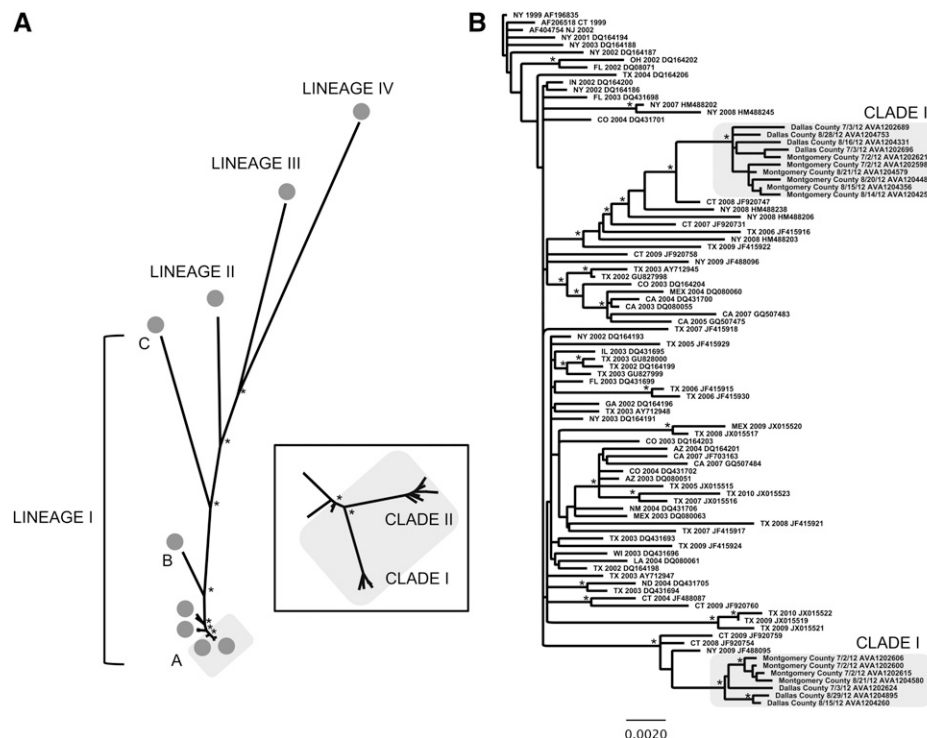 A
LINEAGE IV
LINEAGE III
LINEAGE II
C
LINEAGE I
B
A
CLADE II
CLADE I
B
NY 1999 AF196835
AF206518 CT 1999
AF404754 NJ 2002
NY 2001 DQ164194
NY 2003 DQ164188
NY 2002 DQ164187
OH 2002 DQ164202
FL 2002 DQ08071
TX 2004 DQ164206
IN 2002 DQ164200
NY 2002 DQ164186
FL 2003 DQ431698
NY 2007 HM488202
NY 2008 HM488245
CO 2004 DQ431701
CLADE I
Dallas County 7/3/12 AVA1202689
Dallas County 8/28/12 AVA1204753
Dallas County 8/16/12 AVA1204331
Dallas County 7/3/12 AVA1202696
Montgomery County 7/2/12 AVA1202621
Montgomery County 7/2/12 AVA1202598
Montgomery County 8/21/12 AVA1204579
Montgomery County 8/20/12 AVA120448
Montgomery County 8/15/12 AVA1204356
Montgomery County 8/14/12 AVA120425
CT 2008 JF920747
NY 2008 HM488238
NY 2008 HM488206
CT 2007 JF920731
TX 2006 JF415916
NY 2008 HM488203
TX 2009 JF415922
CT 2009 JF920758
NY 2009 JF488096
TX 2003 AY712945
TX 2002 GU827998
CO 2003 DQ164204
MEX 2004 DQ080060
CA 2004 DQ431700
CA 2003 DQ080055
CA 2007 GQ507483
CA 2005 GQ507475
TX 2007 JF415918
NY 2002 DQ164193
TX 2005 JF415929
IL 2003 DQ431695
TX 2003 GU828000
TX 2002 DQ164199
TX 2003 GU827999
FL 2003 DQ431699
TX 2006 JF415915
TX 2006 JF415930
GA 2002 DQ164196
TX 2003 AY712948
NY 2003 DQ164191
MEX 2009 JX015520
TX 2008 JX015517
CO 2003 DQ164203
AZ 2004 DQ164201
CA 2007 JF703163
CA 2007 GQ507484
CO 2004 DQ431702
AZ 2003 DQ080051
TX 2005 JX015515
TX 2010 JX015523
TX 2007 JX015516
NM 2004 DQ431706
MEX 2003 DQ080063
TX 2008 JF415921
TX 2007 JF415917
TX 2003 DQ431693
TX 2009 JF415924
WI 2003 DQ431696
LA 2004 DQ080061
TX 2002 DQ164198
TX 2003 AY712947
ND 2004 DQ431705
TX 2003 DQ431694
CT 2004 JF488087
CT 2009 JF920760
TX 2010 JX015522
TX 2009 JX015519
TX 2009 JX015521
CT 2009 JF920759
CT 2008 JF920754
NY 2009 JF488095
CLADE I
Montgomery County 7/2/12 AVA1202606
Montgomery County 7/2/12 AVA1202600
Montgomery County 7/2/12 AVA1202615
Montgomery County 8/21/12 AVA1204580
Dallas County 7/3/12 AVA1202624
Dallas County 8/29/12 AVA1204895
Dallas County 8/15/12 AVA1204260
0.0020